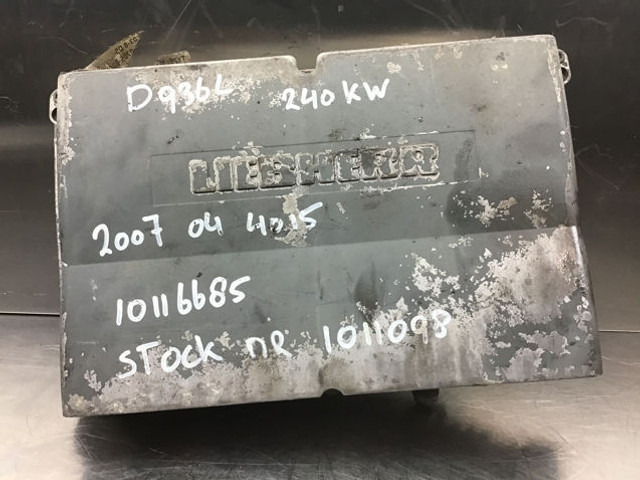 D936L 240KW
LIEBHERR
2007 04 4015
10116685
STOCK nR 1011098